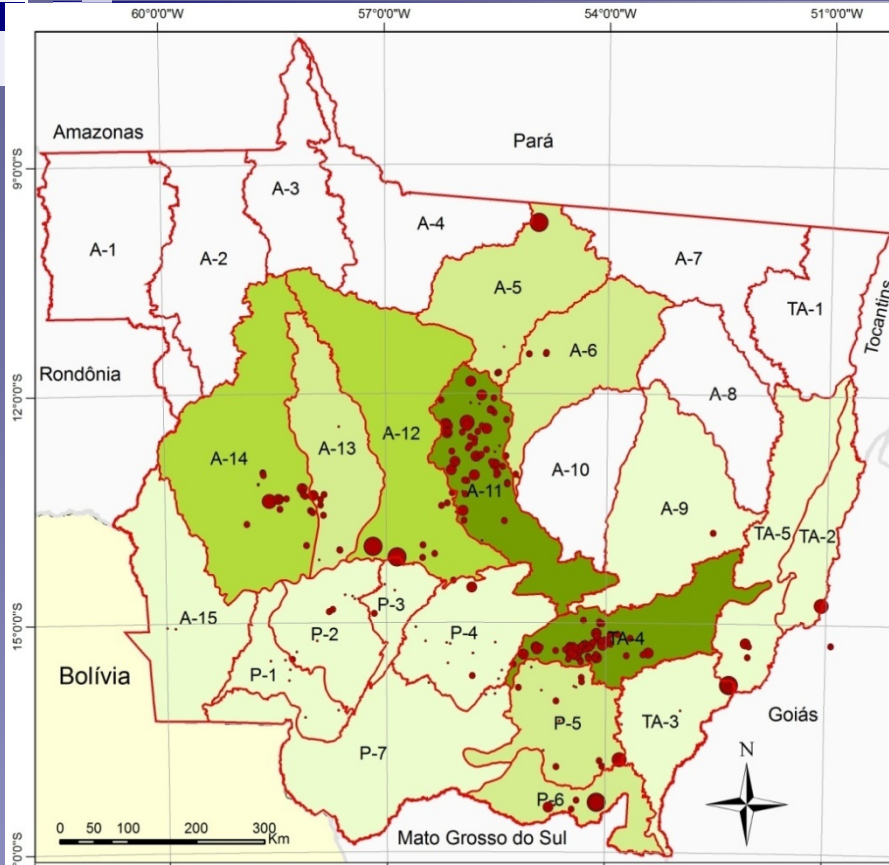 60°0'0"W 57°0'0"W 54°0'0"W 51°0'0"W
Amazonas
Pará
9°0'0"S
A-3
A-4
A-1
A-2
A-7
A-5
TA-1
Tocantins
A-6
Rondônia
12°0'0"S
A-8
A-14
A-13
A-12
A-10
A-11
A-9
TA-5
TA-2
P-3
15°0'0"S
A-15
P-2
P-4
TA-4
Bolívia
P-1
Goiás
P-5
TA-3
N
P-7
P-6
0 50 100 200 300
Km
Mato Grosso do Sul
°0'0"S